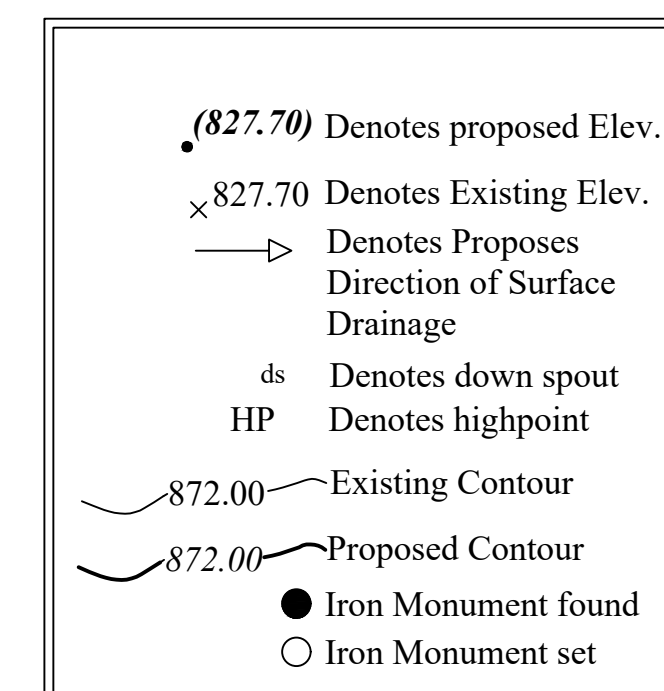 (827.70) Denotes proposed Elev.
827.70 Denotes Existing Elev.
Denotes Proposes
Direction of Surface
Drainage
ds Denotes down spout
HP Denotes highpoint
872.00 Existing Contour
872.00 Proposed Contour
Iron Monument found
Iron Monument set